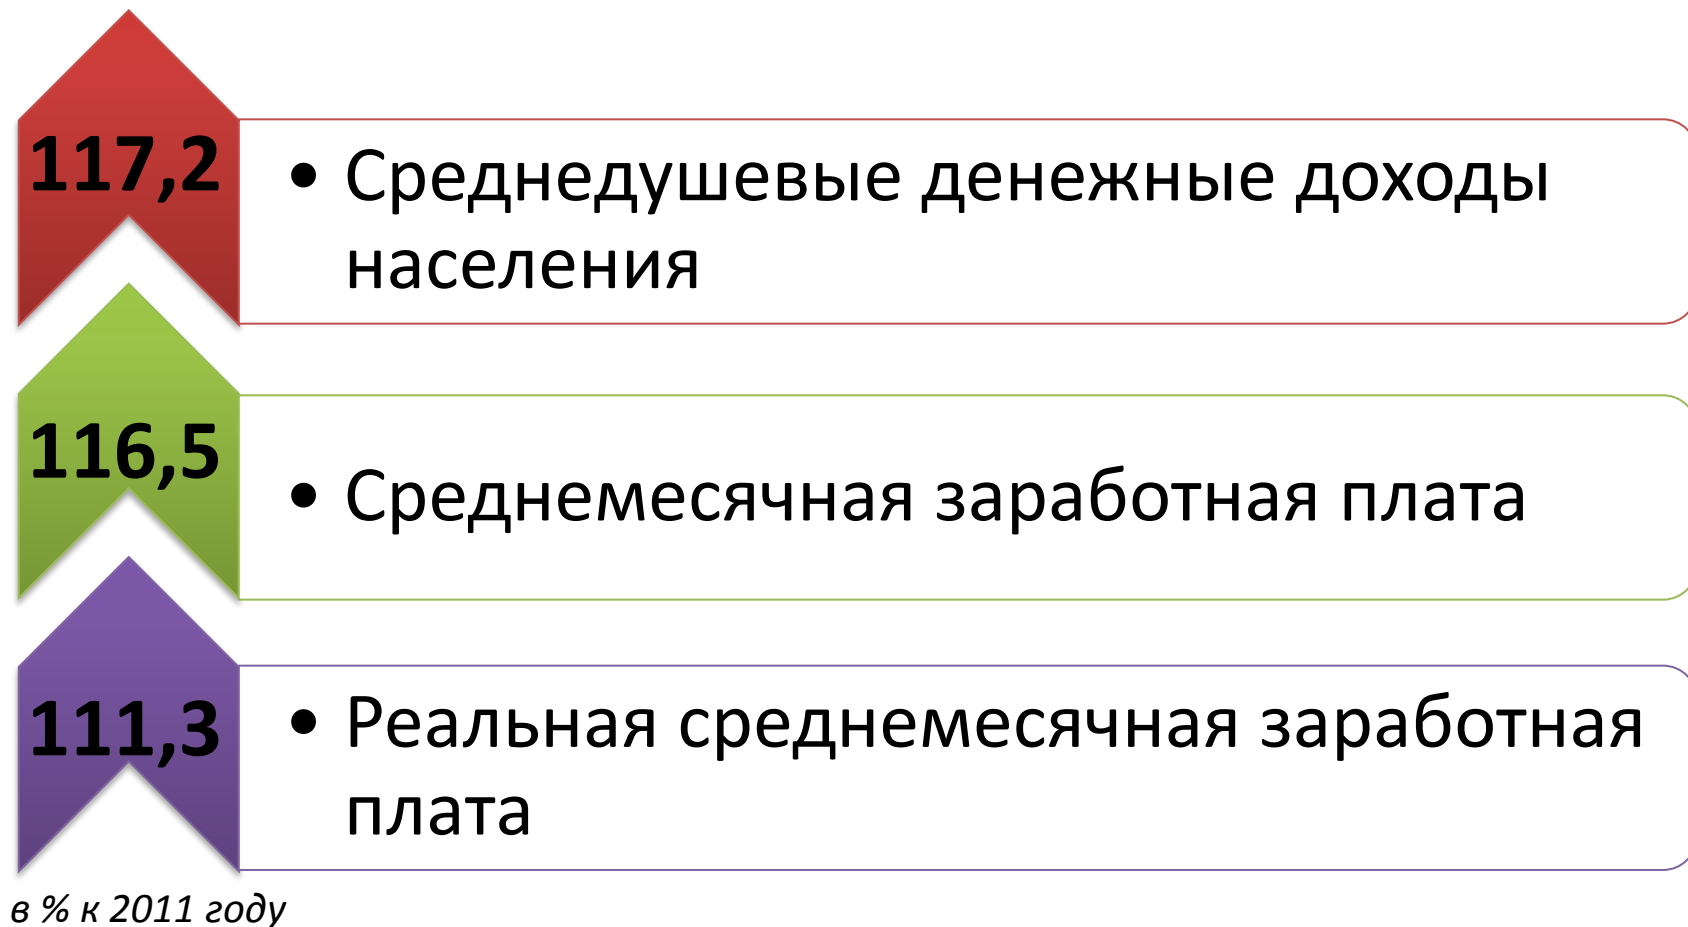 117,2
• Среднедушевые денежные доходы
населения
116,5
• Среднемесячная заработная плата
111,3
• Реальная среднемесячная заработная
плата
в % к 2011 году